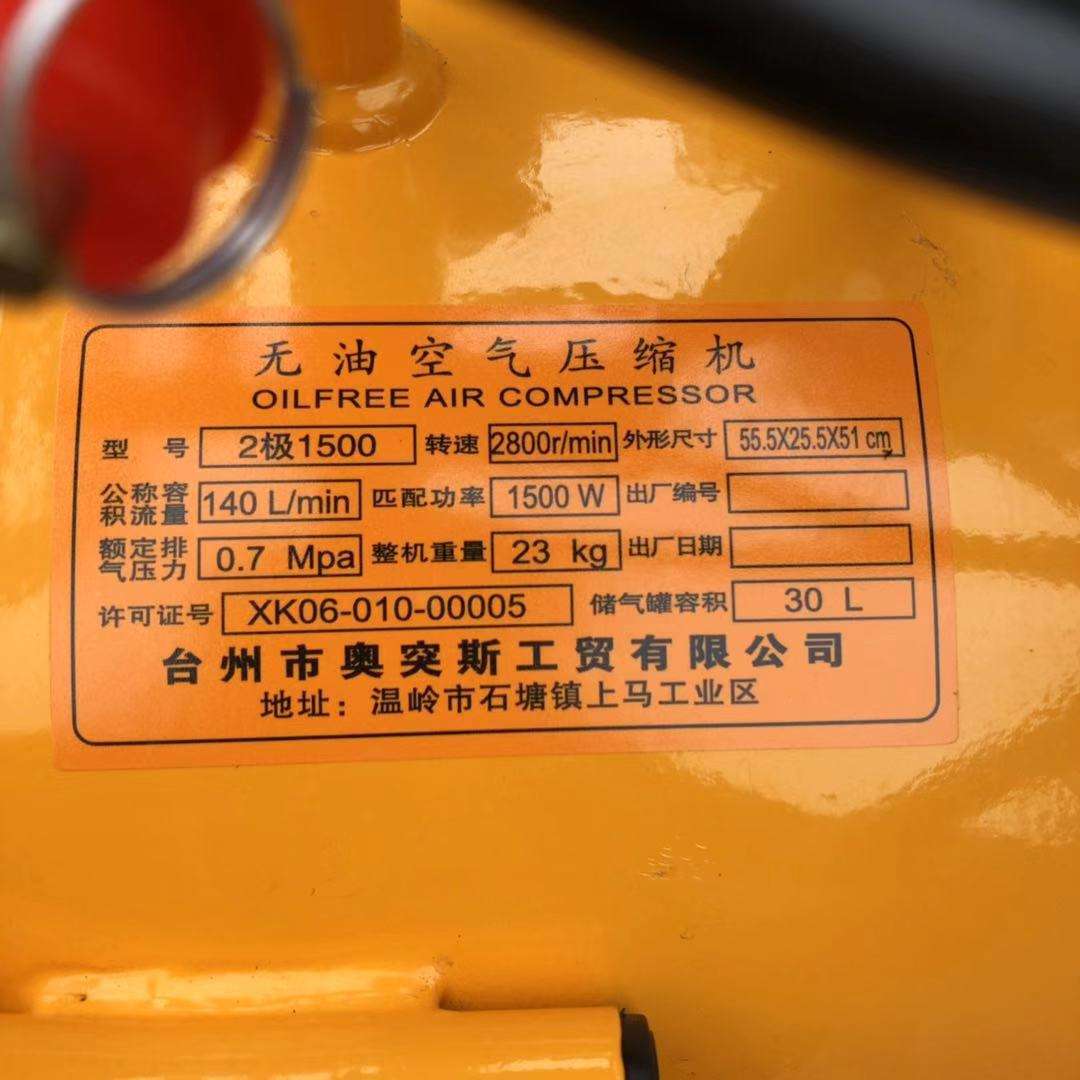 无油空气压缩机
OILFREE AIR COMPRESSOR
型 号 2极1500 转速 2800r/min 外形尺寸 55.5X25.5X51 cm
公称容积流量 140 L/min 匹配功率 1500 W 出厂编号
额定排气压力 0.7 Mpa 整机重量 23 kg 出厂日期
许可证号 XK06-010-00005 储气罐容积 30 L
台州市奥突斯工贸有限公司
地址：温岭市石塘镇上马工业区